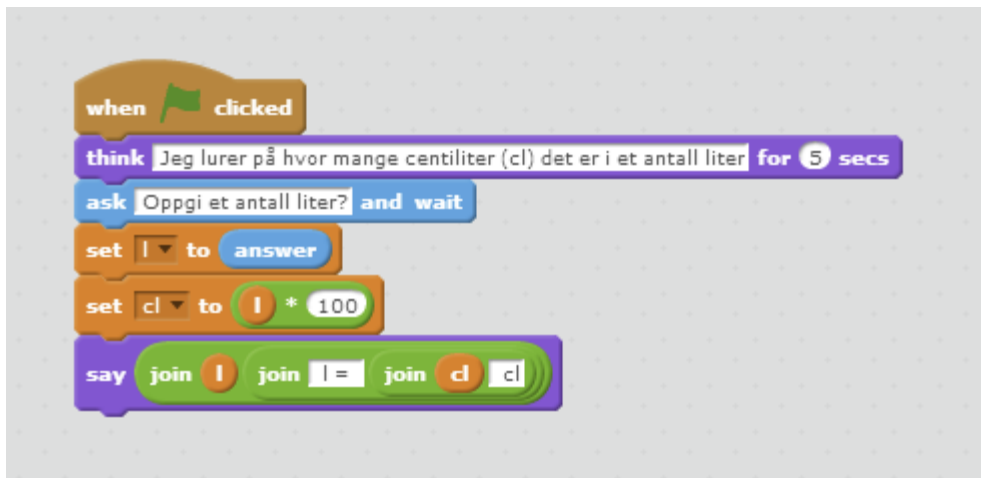 when clicked
think Jeg lurer på hvor mange centiliter (cl) det er i et antall liter for 5 secs
ask Oppgi et antall liter? and wait
set l to answer
set cl to l * 100
say join l join l = join cl cl